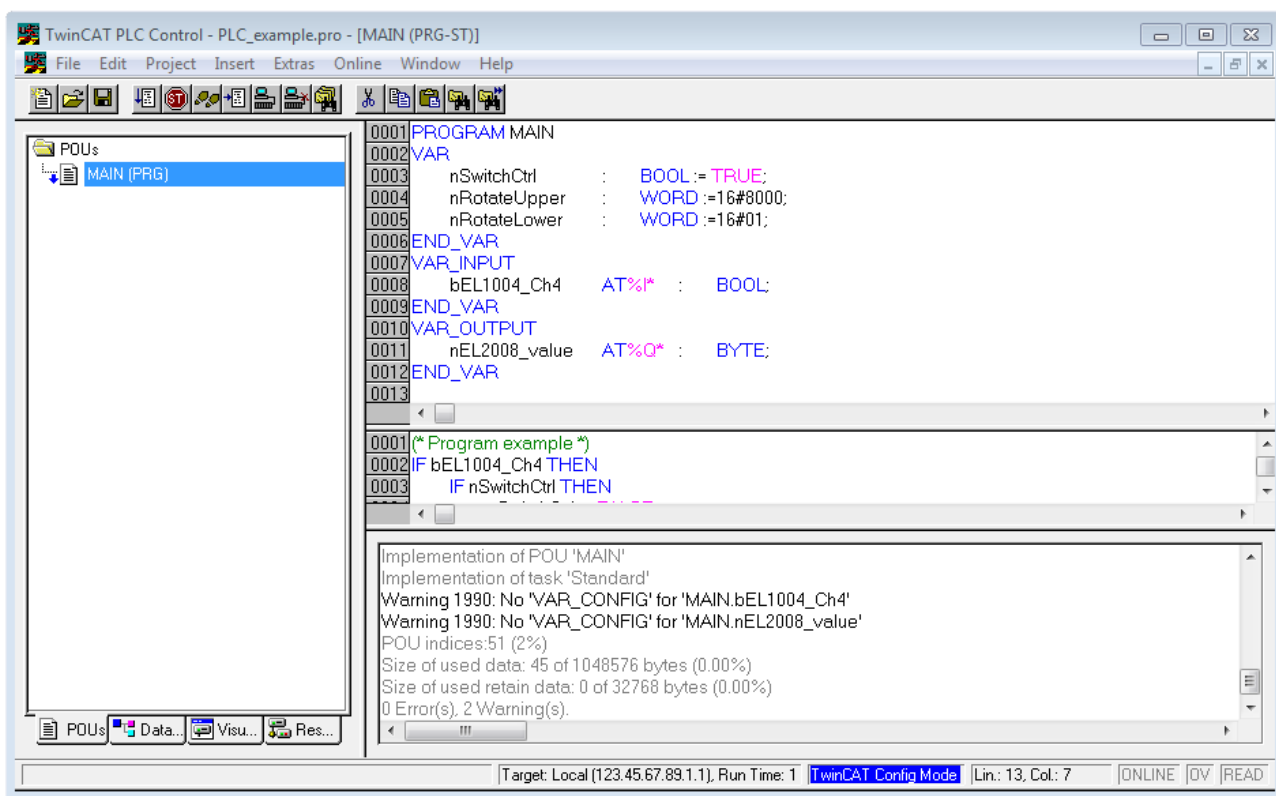 TwinCAT PLC Control - PLC_example.pro - [MAIN (PRG-ST)]
File Edit Project Insert Extras Online Window Help
POUs
MAIN (PRG)
POUs Data... Visu... Res...
0001 PROGRAM MAIN
0002 VAR
0003 nSwitchCtrl : BOOL := TRUE;
0004 nRotateUpper : WORD :=16#8000;
0005 nRotateLower : WORD :=16#01;
0006 END_VAR
0007 VAR_INPUT
0008 bEL1004_Ch4 AT%I* : BOOL;
0009 END_VAR
0010 VAR_OUTPUT
0011 nEL2008_value AT%Q* : BYTE;
0012 END_VAR
0013
0001 (* Program example *)
0002 IF bEL1004_Ch4 THEN
0003 IF nSwitchCtrl THEN
Implementation of POU 'MAIN'
Implementation of task 'Standard'
Warning 1990: No 'VAR_CONFIG' for 'MAIN.bEL1004_Ch4'
Warning 1990: No 'VAR_CONFIG' for 'MAIN.nEL2008_value'
POU indices:51 (2%)
Size of used data: 45 of 1048576 bytes (0.00%)
Size of used retain data: 0 of 32768 bytes (0.00%)
0 Error(s), 2 Warning(s).
Target: Local (123.45.67.89.1.1), Run Time: 1 TwinCAT Config Mode Lin.: 13, Col.: 7 ONLINE OV READ